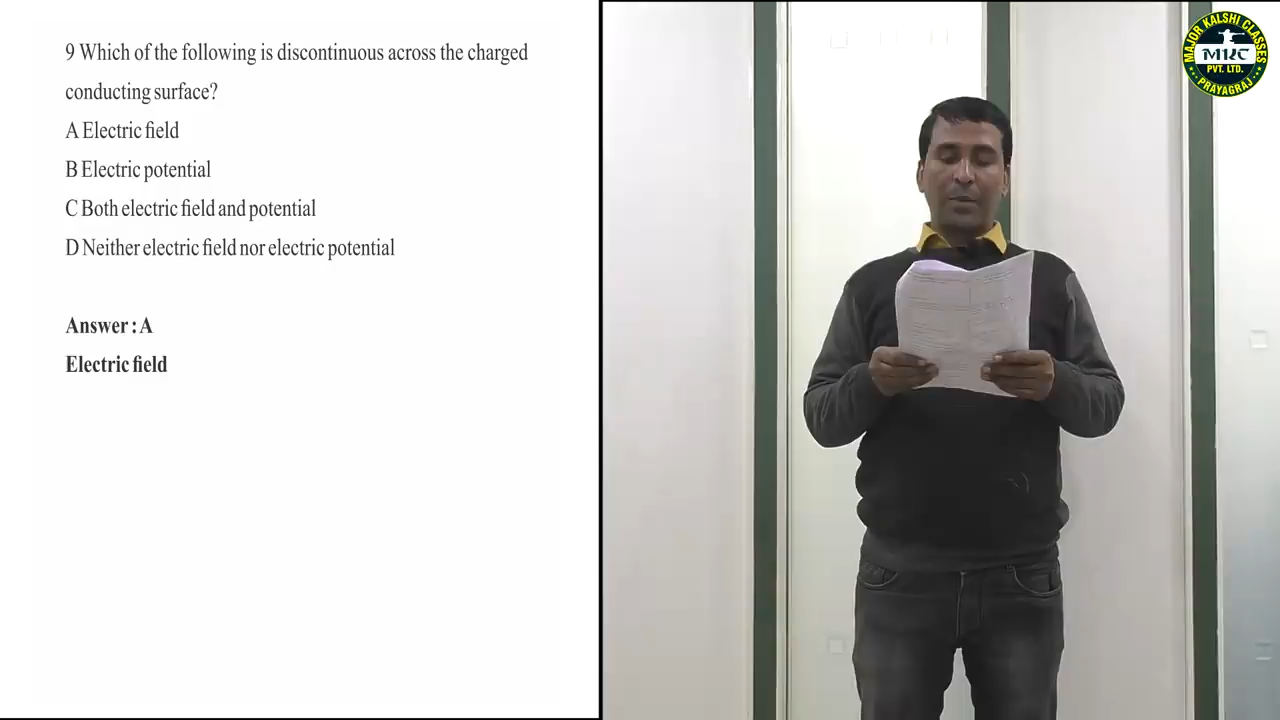 9 Which of the following is discontinuous across the charged
conducting surface?
A Electric field
B Electric potential
C Both electric field and potential
D Neither electric field nor electric potential
Answer : A
Electric field
MAJOR KALSHI CLASSES
MKC
PVT. LTD.
PRAYAGRAJ